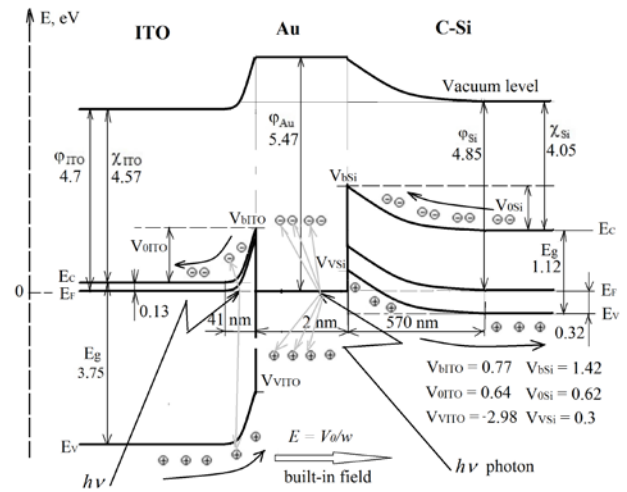 E, eV
ITO
Au
C-Si
Vacuum level
φITO
4.7
χITO
4.57
φAu
5.47
φSi
4.85
χSi
4.05
VbSi
V0Si
VbITO
V0ITO
EC
EF
0
0.13
41 nm
2 nm
570 nm
VVSi
EC
Eg
1.12
EF
EV
0.32
Eg
3.75
VVITO
VbITO = 0.77 VbSi = 1.42
V0ITO = 0.64 V0Si = 0.62
VVITO = -2.98 VVSi = 0.3
EV
hν
E = V0/w
built-in field
hν photon